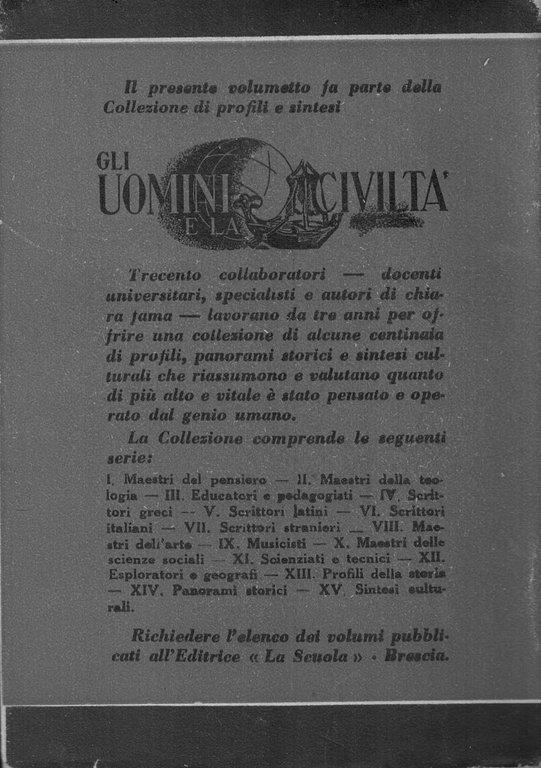 Il presente volumetto fa parte della
Collezione di profili e sintesi
GLI
UOMINI CIVILTA'
E LA
Trecento collaboratori — docenti
universitari, specialisti e autori di chia-
ra fama — lavorano da tre anni per of-
frire una collezione di alcune centinaia
di profili, panorami storici e sintesi cul-
turali che riassumono e valutano quanto
di più alto e vitale è stato pensato e ope-
rato dal genio umano.
La Collezione comprende le seguenti
serie:
I. Maestri del pensiero — II. Maestri della teo-
logia — III. Educatori e pedagogisti — IV. Scrit-
tori greci — V. Scrittori latini — VI. Scrittori
italiani — VII. Scrittori stranieri — VIII. Mae-
stri dell'arte — IX. Musicisti — X. Maestri delle
scienze sociali — XI. Scienziati e tecnici — XII.
Esploratori e geografi — XIII. Profili della storia
— XIV. Panorami storici — XV. Sintesi cultu-
rali.
Richiedere l'elenco dei volumi pubbli-
cati all'Editrice « La Scuola » - Brescia.